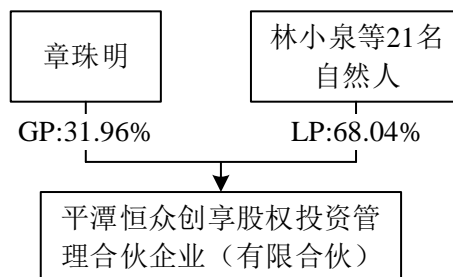 章珠明
林小泉等21名
自然人
GP:31.96%
LP:68.04%
平潭恒众创享股权投资管
理合伙企业（有限合伙）